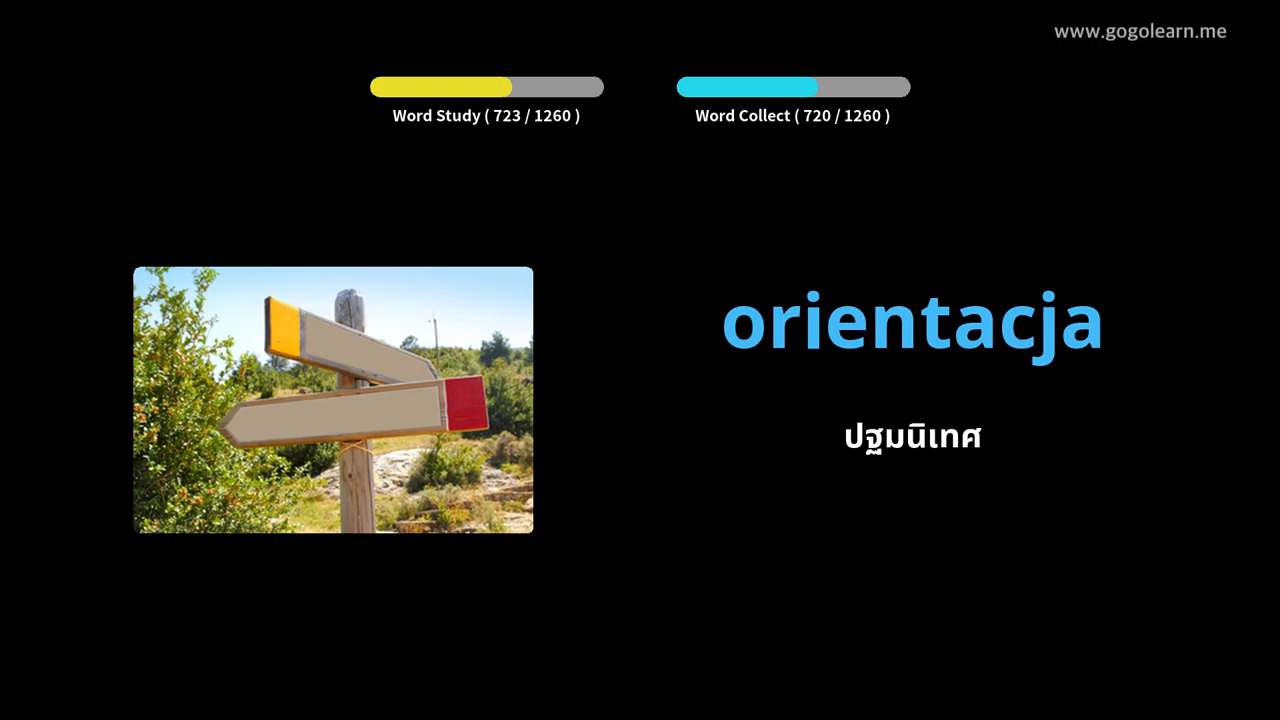 www.gogolearn.me
Word Study ( 723 / 1260 )
Word Collect ( 720 / 1260 )
orientacja
ปฐมนิเทศ